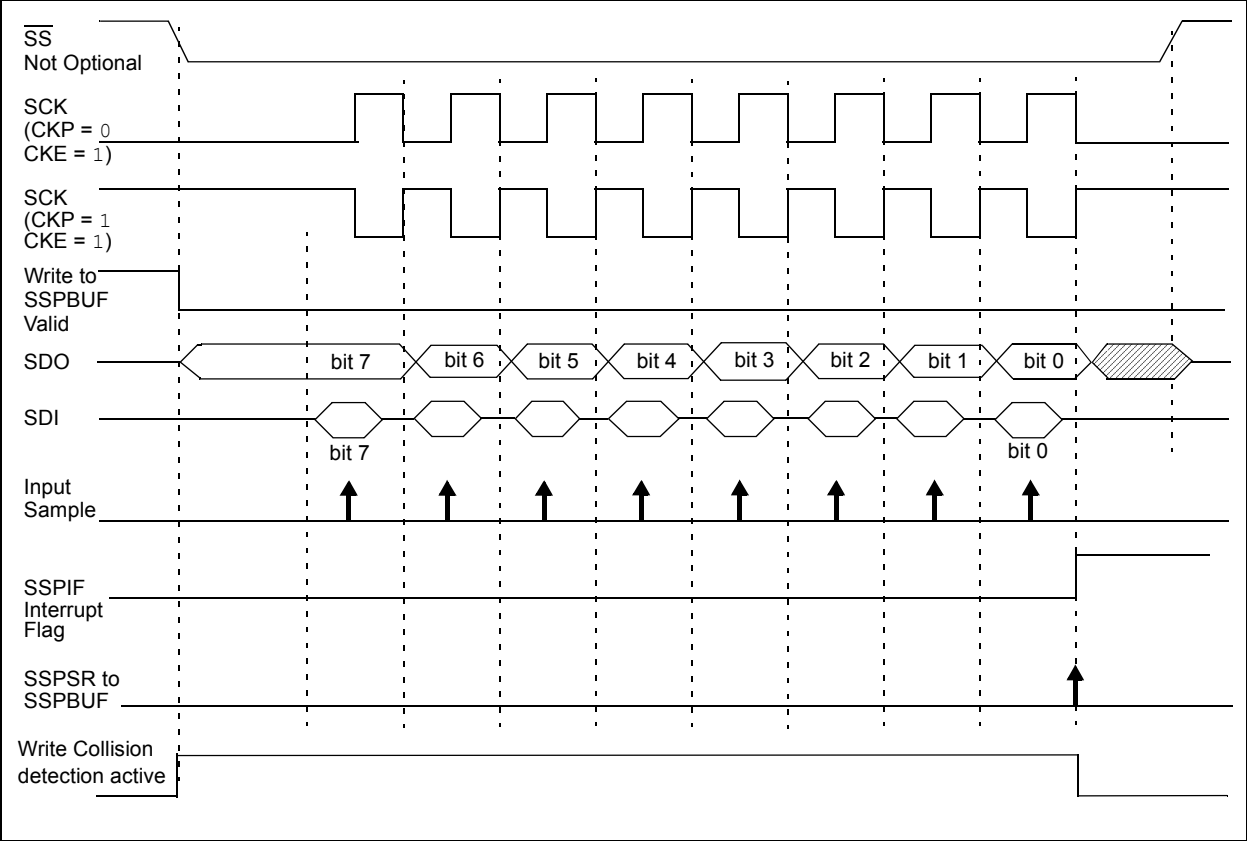 SS
Not Optional
SCK
(CKP = 0
CKE = 1)
SCK
(CKP = 1
CKE = 1)
Write to
SSPBUF
Valid
SDO
bit 7
bit 6
bit 5
bit 4
bit 3
bit 2
bit 1
bit 0
SDI
bit 7
bit 0
Input
Sample
SSPIF
Interrupt
Flag
SSPSR to
SSPBUF
Write Collision
detection active